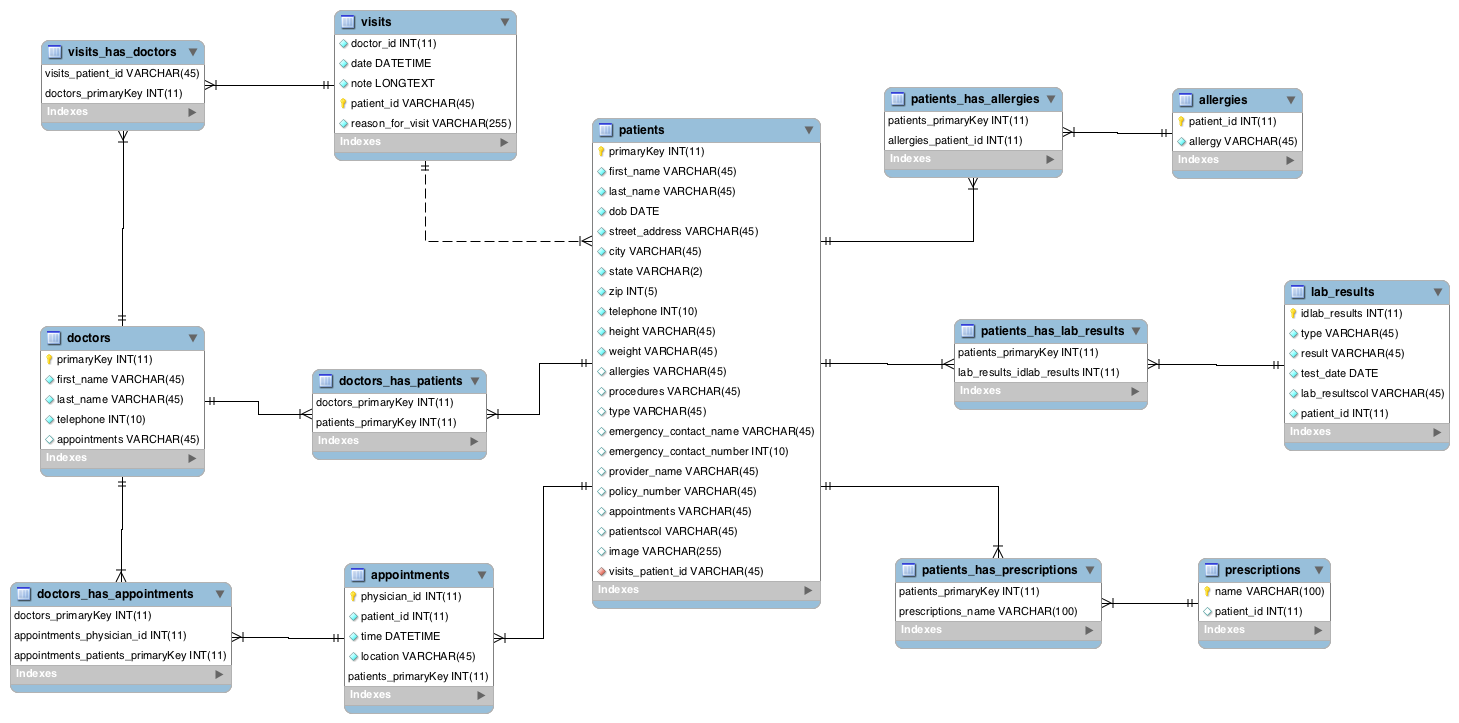 visits_has_doctors
visits_patient_id VARCHAR(45)
doctors_primaryKey INT(11)
Indexes
visits
doctor_id INT(11)
date DATETIME
note LONGTEXT
patient_id VARCHAR(45)
reason_for_visit VARCHAR(255)
Indexes
patients
primaryKey INT(11)
first_name VARCHAR(45)
last_name VARCHAR(45)
dob DATE
street_address VARCHAR(45)
city VARCHAR(45)
state VARCHAR(2)
zip INT(5)
telephone INT(10)
height VARCHAR(45)
weight VARCHAR(45)
allergies VARCHAR(45)
procedures VARCHAR(45)
type VARCHAR(45)
emergency_contact_name VARCHAR(45)
emergency_contact_number INT(10)
provider_name VARCHAR(45)
policy_number VARCHAR(45)
appointments VARCHAR(45)
patientscol VARCHAR(45)
image VARCHAR(255)
visits_patient_id VARCHAR(45)
Indexes
patients_has_allergies
patients_primaryKey INT(11)
allergies_patient_id INT(11)
Indexes
allergies
patient_id INT(11)
allergy VARCHAR(45)
Indexes
lab_results
idlab_results INT(11)
type VARCHAR(45)
result VARCHAR(45)
test_date DATE
lab_resultscol VARCHAR(45)
patient_id INT(11)
Indexes
patients_has_lab_results
patients_primaryKey INT(11)
lab_results_idlab_results INT(11)
Indexes
doctors
primaryKey INT(11)
first_name VARCHAR(45)
last_name VARCHAR(45)
telephone INT(10)
appointments VARCHAR(45)
Indexes
doctors_has_patients
doctors_primaryKey INT(11)
patients_primaryKey INT(11)
Indexes
doctors_has_appointments
doctors_primaryKey INT(11)
appointments_physician_id INT(11)
appointments_patients_primaryKey INT(11)
Indexes
appointments
physician_id INT(11)
patient_id INT(11)
time DATETIME
location VARCHAR(45)
patients_primaryKey INT(11)
Indexes
patients_has_prescriptions
patients_primaryKey INT(11)
prescriptions_name VARCHAR(100)
Indexes
prescriptions
name VARCHAR(100)
patient_id INT(11)
Indexes